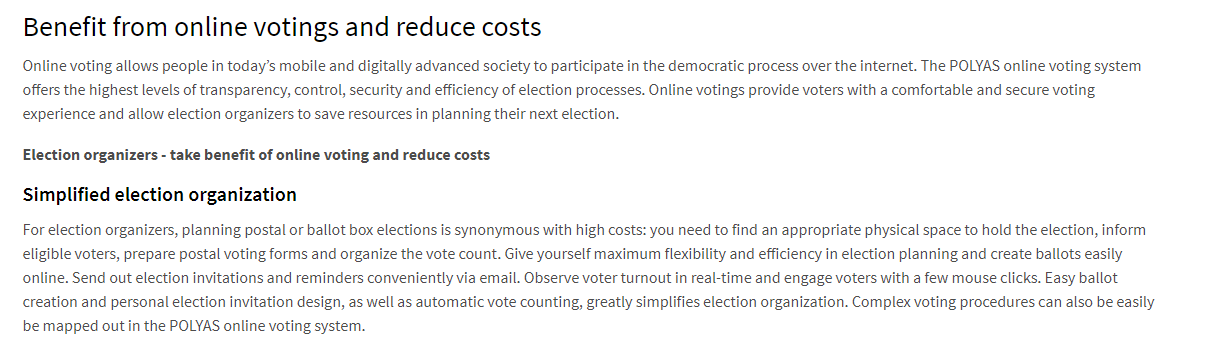 Benefit from online votings and reduce costs
Online voting allows people in today's mobile and digitally advanced society to participate in the democratic process over the internet. The POLYAS online voting system
offers the highest levels of transparency, control, security and efficiency of election processes. Online votings provide voters with a comfortable and secure voting
experience and allow election organizers to save resources in planning their next election.
Election organizers - take benefit of online voting and reduce costs
Simplified election organization
For election organizers, planning postal or ballot box elections is synonymous with high costs: you need to find an appropriate physical space to hold the election, inform
eligible voters, prepare postal voting forms and organize the vote count. Give yourself maximum flexibility and efficiency in election planning and create ballots easily
online. Send out election invitations and reminders conveniently via email. Observe voter turnout in real-time and engage voters with a few mouse clicks. Easy ballot
creation and personal election invitation design, as well as automatic vote counting, greatly simplifies election organization. Complex voting procedures can also be easily
be mapped out in the POLYAS online voting system.